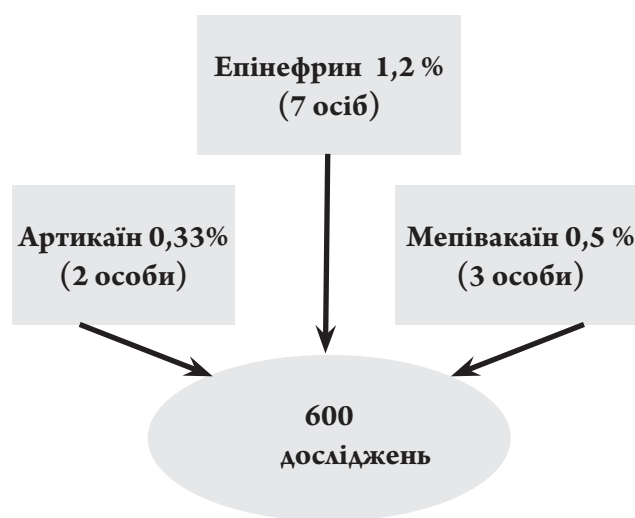 Епінефрин 1,2 %
(7 осіб)
Артикаїн 0,33%
(2 особи)
Мепівакаїн 0,5 %
(3 особи)
600
досліджень